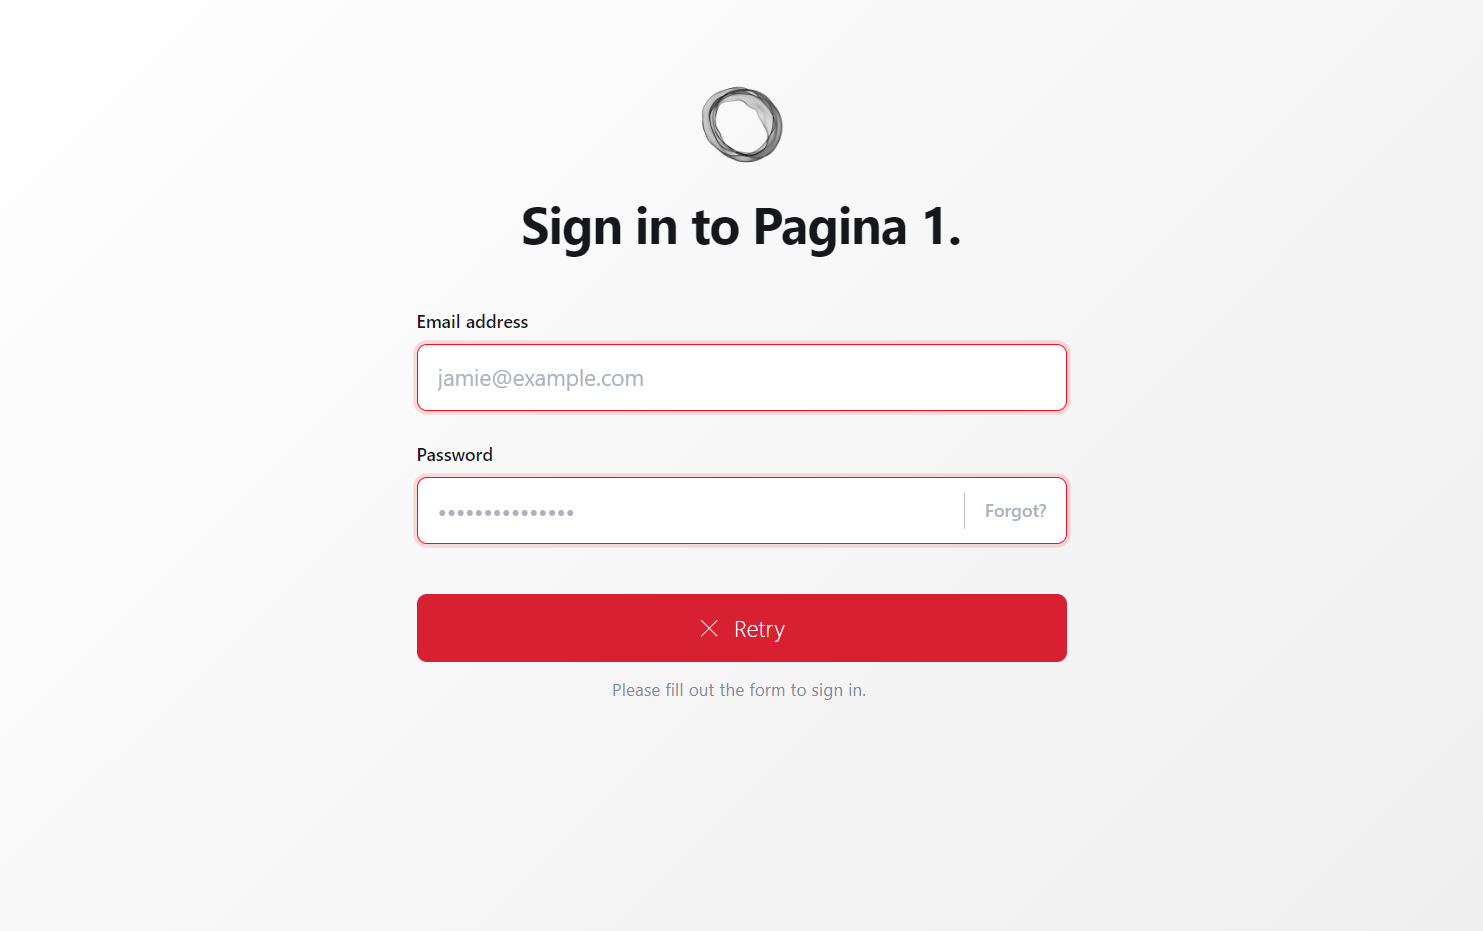 Sign in to Pagina 1.
Email address
jamie@example.com
Password
•••••••••••••••
Forgot?
Retry
Please fill out the form to sign in.